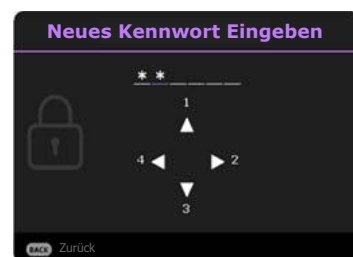 Neues Kennwort Eingeben
* * _ _ _ _
1
4 2
3
BACK Zurück